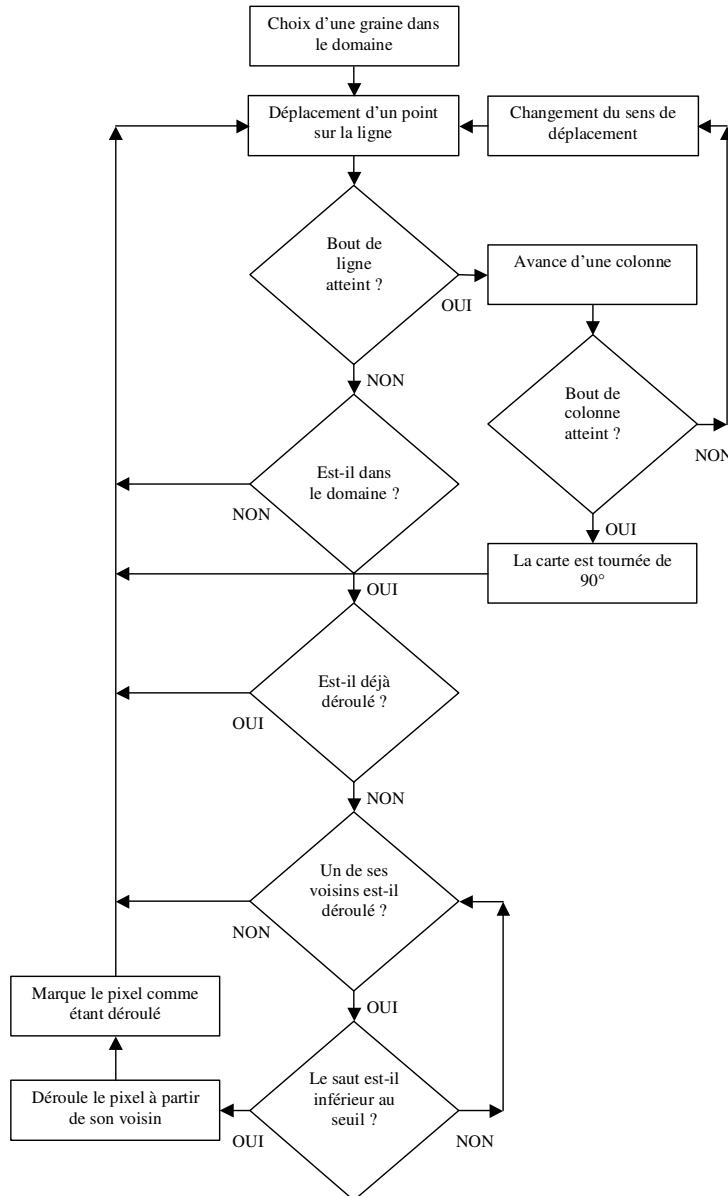 Choix d'une graine dans
le domaine
Déplacement d'un point
sur la ligne
Changement du sens de
déplacement
Bout de
ligne
atteint ?
OUI
Avance d'une colonne
NON
Bout de
colonne
atteint ?
NON
Est-il dans
le domaine ?
NON
OUI
La carte est tournée de
90°
OUI
Est-il déjà
déroulé ?
OUI
NON
Un de ses
voisins est-il
déroulé ?
NON
OUI
Marque le pixel comme
étant déroulé
Le saut est-il
inférieur au
seuil ?
Déroule le pixel à partir
de son voisin
OUI
NON